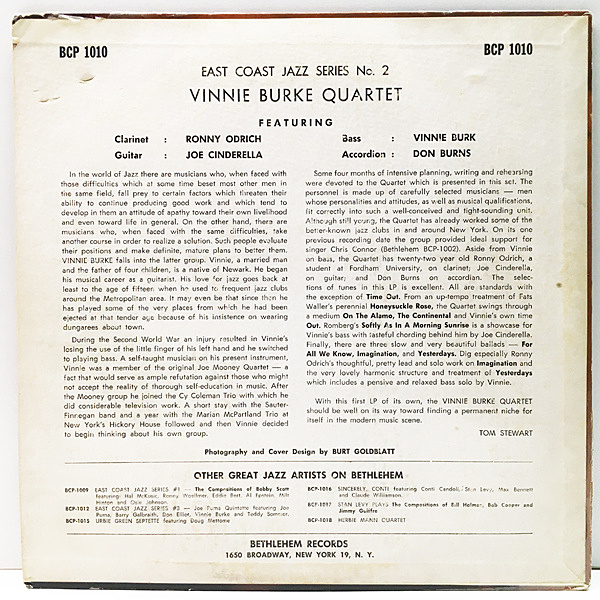 BCP 1010
BCP 1010
EAST COAST JAZZ SERIES No. 2
VINNIE BURKE QUARTET
FEATURING
Clarinet : RONNY ODRICH
Bass : VINNIE BURK
Guitar : JOE CINDERELLA
Accordion : DON BURNS
In the world of Jazz there are musicians who, when faced with
those difficulties which at some time beset most other men in
the same field, fall prey to certain factors which threaten their
ability to continue producing good work and which tend to
develop in them an attitude of apathy toward their own livelihood
and even toward life in general. On the other hand, there are
musicians who, when faced with the same difficulties, take
another course in order to realize a solution. Such people evaluate
their positions and make definite, mature plans to better them.
VINNIE BURKE falls into the latter group. Vinnie, a married man
and the father of four children, is a native of Newark. He began
his musical career as a guitarist. His love for jazz goes back at
least to the age of fifteen when he used to frequent jazz clubs
around the Metropolitan area. It may even be that since then he
has played some of the very places from which he had been
ejected at that tender age because of his insistence on wearing
dungarees about town.
During the Second World War an injury resulted in Vinnie's
losing the use of the little finger of his left hand and he switched
to playing bass. A self-taught musician on his present instrument,
Vinnie was a member of the original Joe Mooney Quartet — a
fact that would serve as ample refutation against those who might
not accept the reality of thorough self-education in music. After
the Mooney group he joined the Cy Coleman Trio with which he
did considerable television work. A short stay with the Sauter-
Finnegan band and a year with the Marian McPartland Trio at
New York's Hickory House followed and then Vinnie decided
to begin thinking about his own group.
Some four months of intensive planning, writing and rehearsing
were devoted to the Quartet which is presented in this set. The
personnel is made up of carefully selected musicians — men
whose personalities and attitudes, as well as musical qualifications,
fit correctly into such a well-conceived and tight-sounding unit.
Although still young, the Quartet has already worked some of the
better-known jazz clubs in and around New York. On its one
previous recording date the group provided ideal support for
singer Chris Connor (Bethlehem BCP-1002). Aside from Vinnie
on bass, the Quartet has twenty-two year old Ronny Odrich, a
student at Fordham University, on clarinet; Joe Cinderella,
on guitar; and Don Burns on accordion. The selec-
tions of tunes in this LP is excellent. All are standards with
the exception of Time Out. From an up-tempo treatment of Fats
Waller's perennial Honeysuckle Rose, the Quartet swings through
a medium On The Alamo, The Continental and Vinnie's own time
Out. Romberg's Softly As In A Morning Sunrise is a showcase for
Vinnie's bass with tasteful chording behind him by Joe Cinderella.
Finally, there are three slow and very beautiful ballads — For
All We Know, Imagination, and Yesterdays. Dig especially Ronny
Odrich's thoughtful, pretty lead and solo work on Imagination and
the very lovely harmonic structure and treatment of Yesterdays
which includes a pensive and relaxed bass solo by Vinnie.
With this first LP of its own, the VINNIE BURKE QUARTET
should be well on its way toward finding a permanent niche for
itself in the modern music scene.
TOM STEWART
Photography and Cover Design by BURT GOLDBLATT
OTHER GREAT JAZZ ARTISTS ON BETHLEHEM
BCP-1009 EAST COAST JAZZ SERIES #1 — The Compositions of Bobby Scott
featuring: Hal McKusic, Ronny Woellmer, Eddie Bert, Al Epstein, Milt
Hinton and Osie Johnson.
BCP-1012 EAST COAST JAZZ SERIES #3 — Joe Puma Quintette featuring Joe
Puma, Barry Galbraith, Don Elliot, Vinnie Burke and Teddy Sommer.
BCP-1015 URBIE GREEN SEPTETTE featuring Doug Mettome
BCP-1016 SINCERELY, CONTI featuring Conti Candoli, Stan Levy, Max Bennett
and Claude Williamson.
BCP-1017 STAN LEVY PLAYS The Compositions of Bill Holman, Bob Cooper and
Jimmy Guiffre
BCP-1018 HERBIE MANN QUARTET
BETHLEHEM RECORDS
1650 BROADWAY, NEW YORK 19, N. Y.